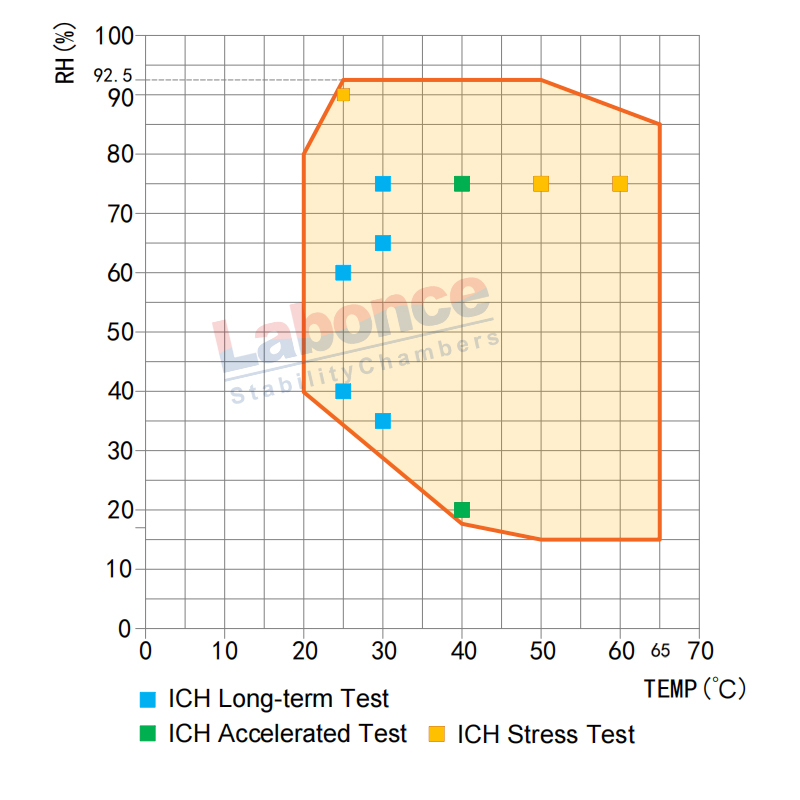 RH(%)
100
92.5
90
80
70
60
50
40
30
20
10
0
Labonce
StabilityChambers
0 10 20 30 40 50 60 65 70
TEMP(℃)
ICH Long-term Test
ICH Accelerated Test ICH Stress Test